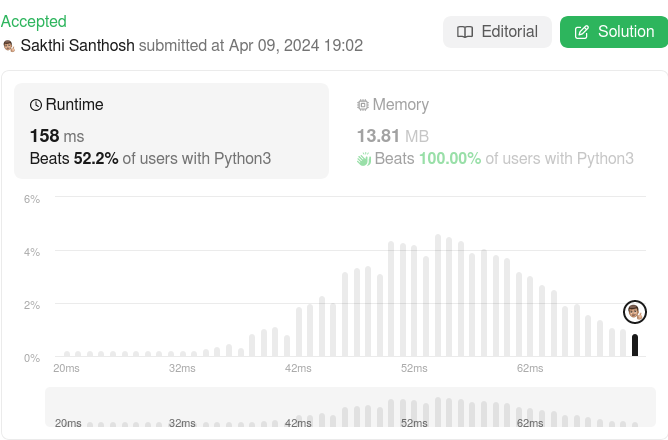 Accepted
Sakthi Santhosh submitted at Apr 09, 2024 19:02
Editorial
Solution
Runtime
158 ms
Beats 52.2% of users with Python3
Memory
13.81 MB
Beats 100.00% of users with Python3
6%
4%
2%
0%
20ms 32ms 42ms 52ms 62ms
20ms 32ms 42ms 52ms 62ms